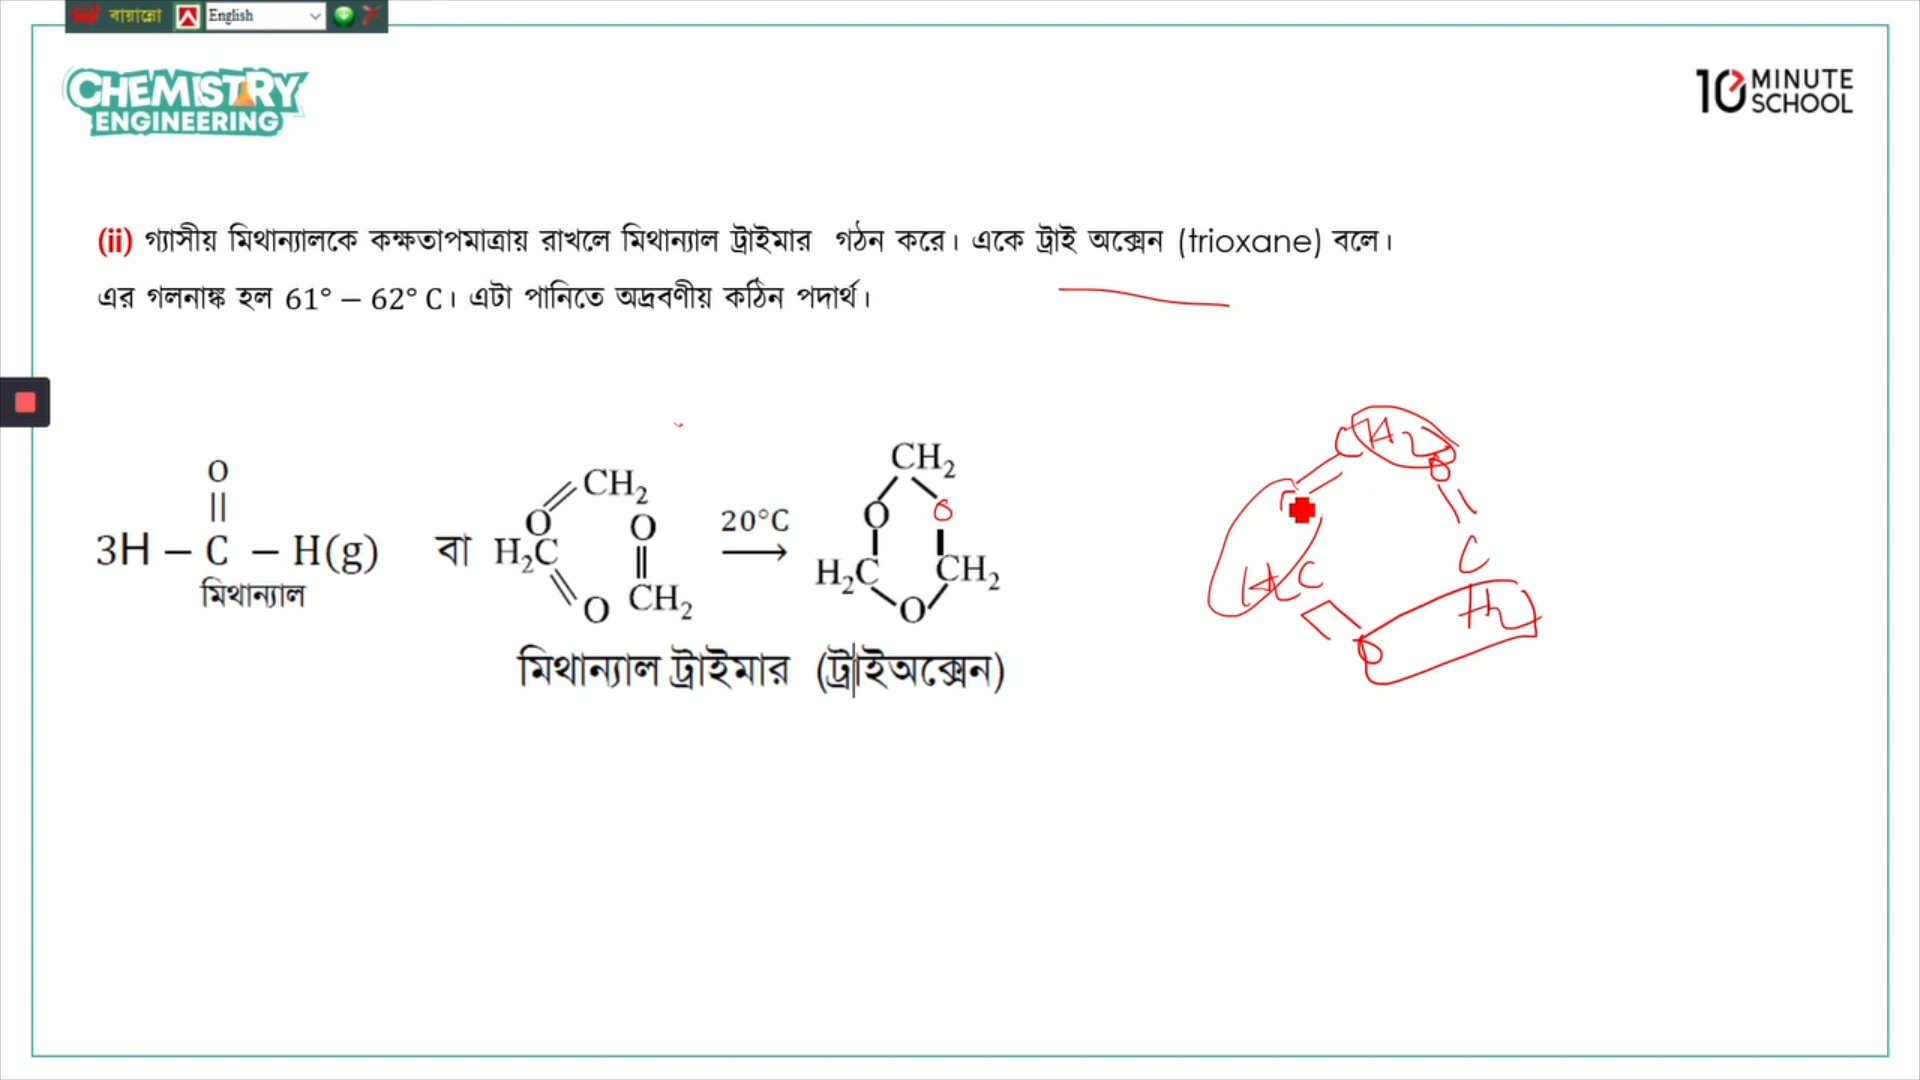 বায়ান্নো English
CHEMISTRY
ENGINEERING
10 MINUTE
SCHOOL
(ii) গ্যাসীয় মিথান্যালকে কক্ষতাপমাত্রায় রাখলে মিথান্যাল ট্রাইমার গঠন করে। একে ট্রাই অক্সেন (trioxane) বলে।
এর গলনাঙ্ক হল 61° – 62° C। এটা পানিতে অদ্রবণীয় কঠিন পদার্থ।
O
||
3H – C – H(g)
মিথান্যাল
বা
CH₂
O O
H₂C
||
O CH₂
20°C
CH₂
O O
H₂C CH₂
O
মিথান্যাল ট্রাইমার (ট্রাইঅক্সেন)
CH2
O
C
H2
C
O